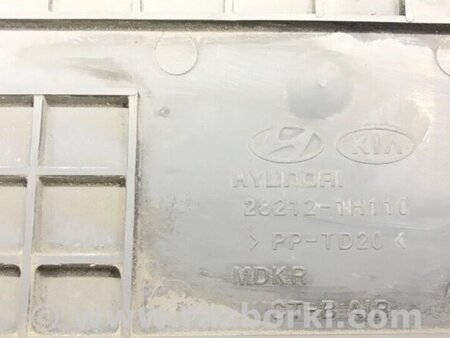 KIA
HYUNDAI
28212-1H110
> PP-TD20 <
MDKR